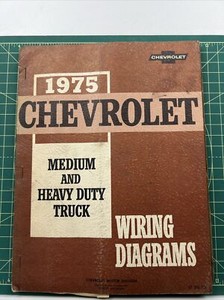 CHEVROLET
1975
CHEVROLET
MEDIUM
AND
HEAVY DUTY
TRUCK
WIRING
DIAGRAMS